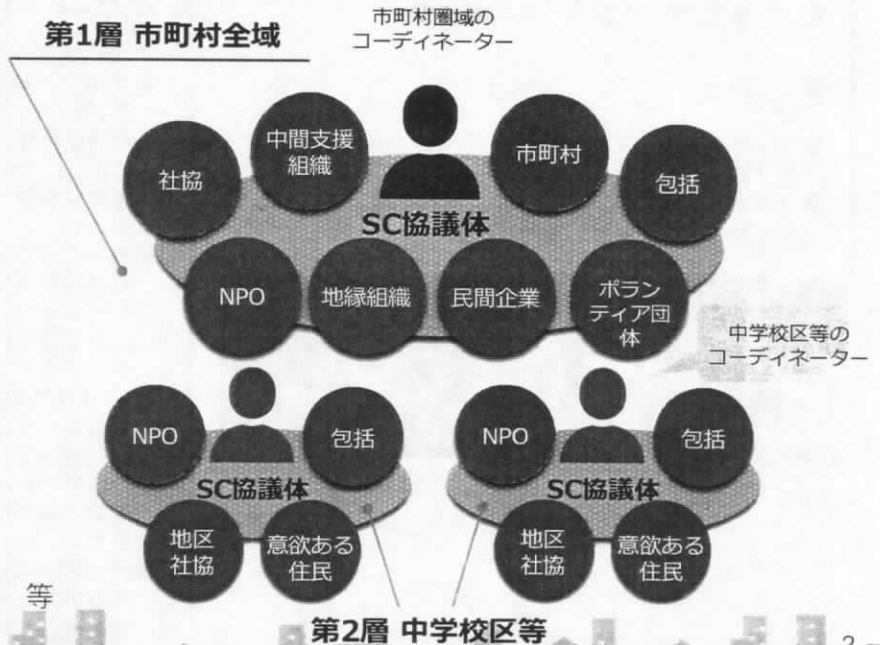 市町村圏域の
コーディネーター
第1層 市町村全域
社協
中間支援
組織
市町村
包括
SC協議体
NPO
地縁組織
民間企業
ボラン
ティア団
体
中学校区等の
コーディネーター
NPO
包括
SC協議体
地区
社協
意欲ある
住民
NPO
包括
SC協議体
地区
社協
意欲ある
住民
等
第2層 中学校区等
2